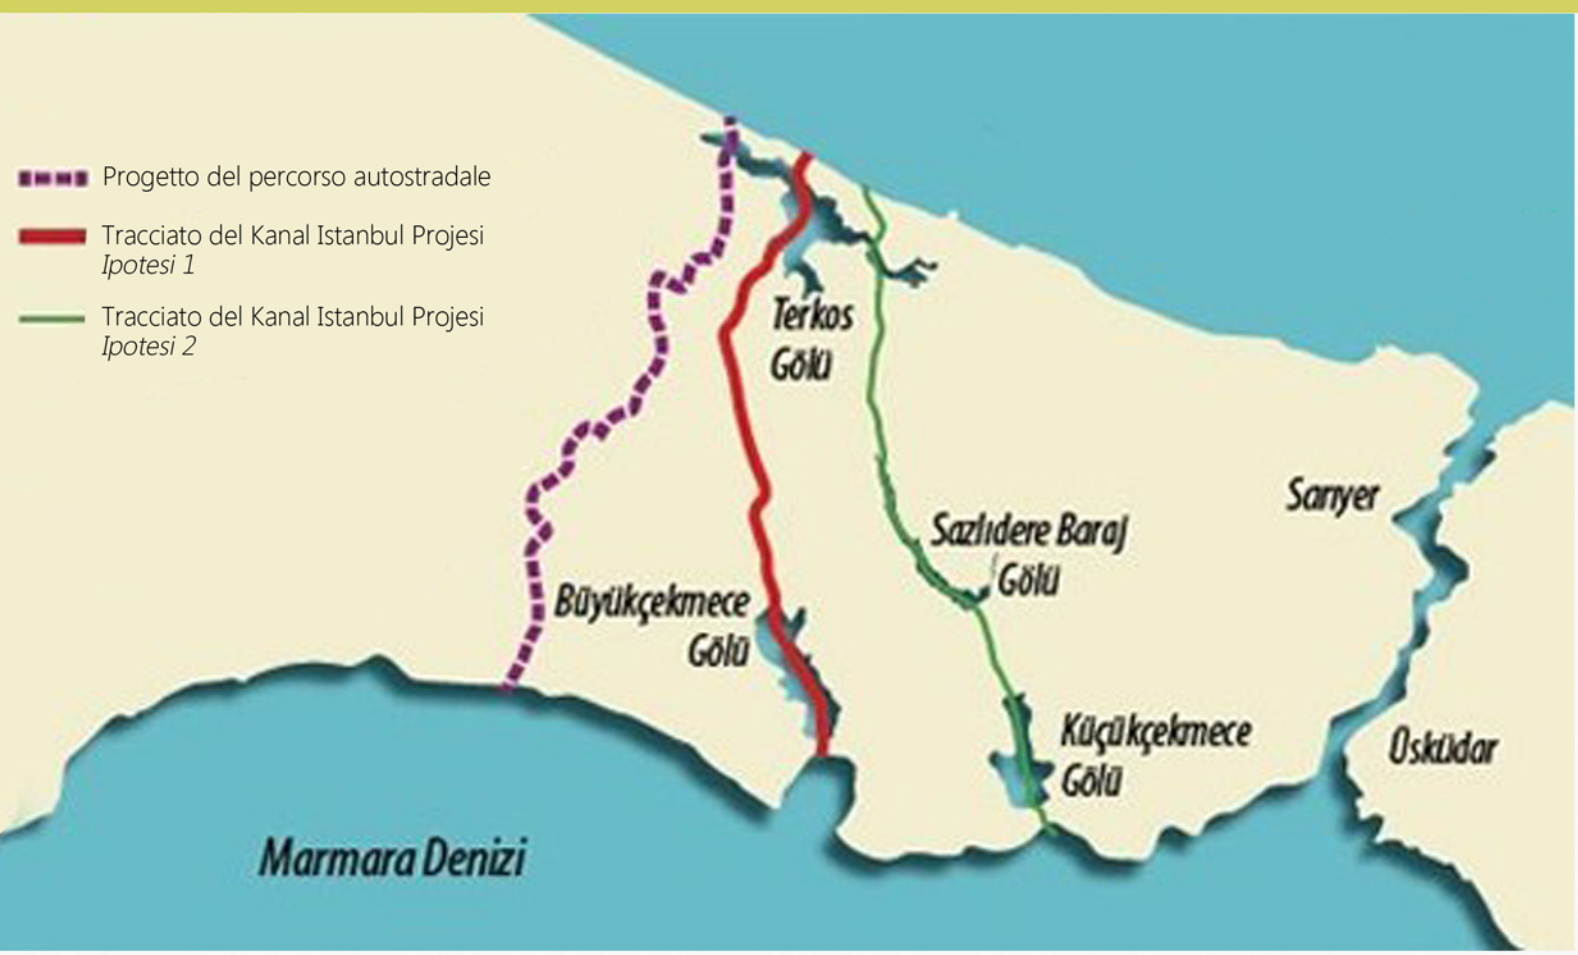 Progetto del percorso autostradale
Tracciato del Kanal Istanbul Projesi
Ipotesi 1
Tracciato del Kanal Istanbul Projesi
Ipotesi 2
Terkos
Gölü
Sarıyer
Sazlıdere Baraj
Gölü
Büyükçekmece
Gölü
Küçükçekmece
Gölü
Usküdar
Marmara Denizi